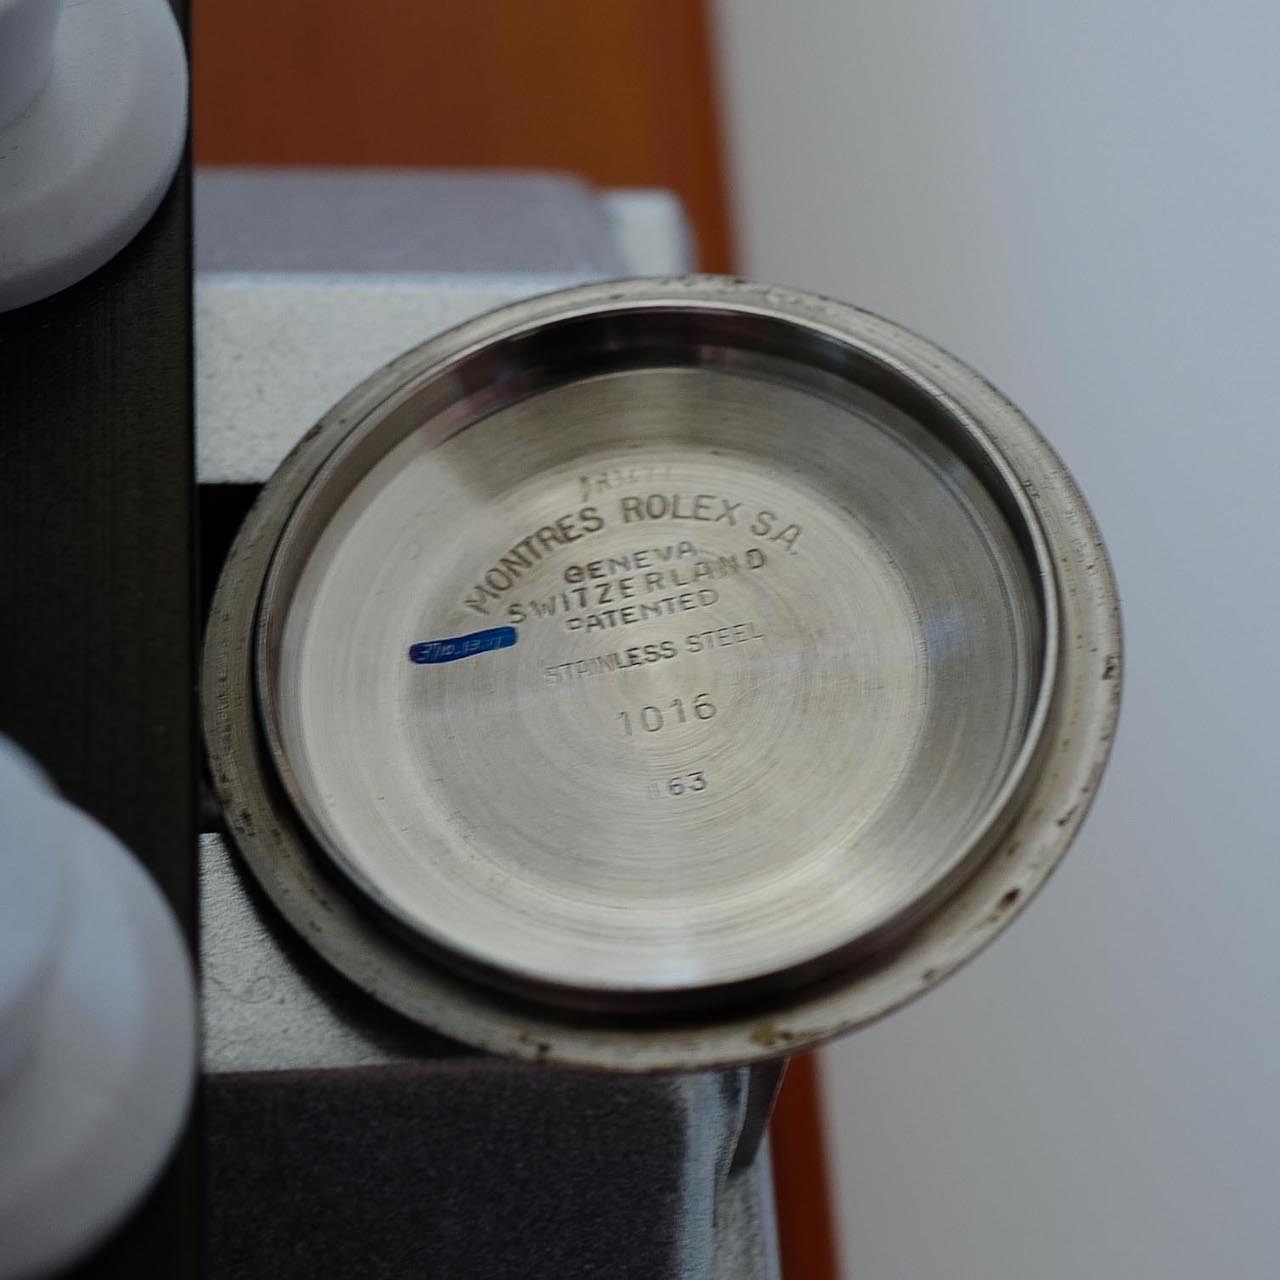 MONTRES ROLEX S.A.
GENEVA
SWITZERLAND
PATENTED
STAINLESS STEEL
1016
I.63